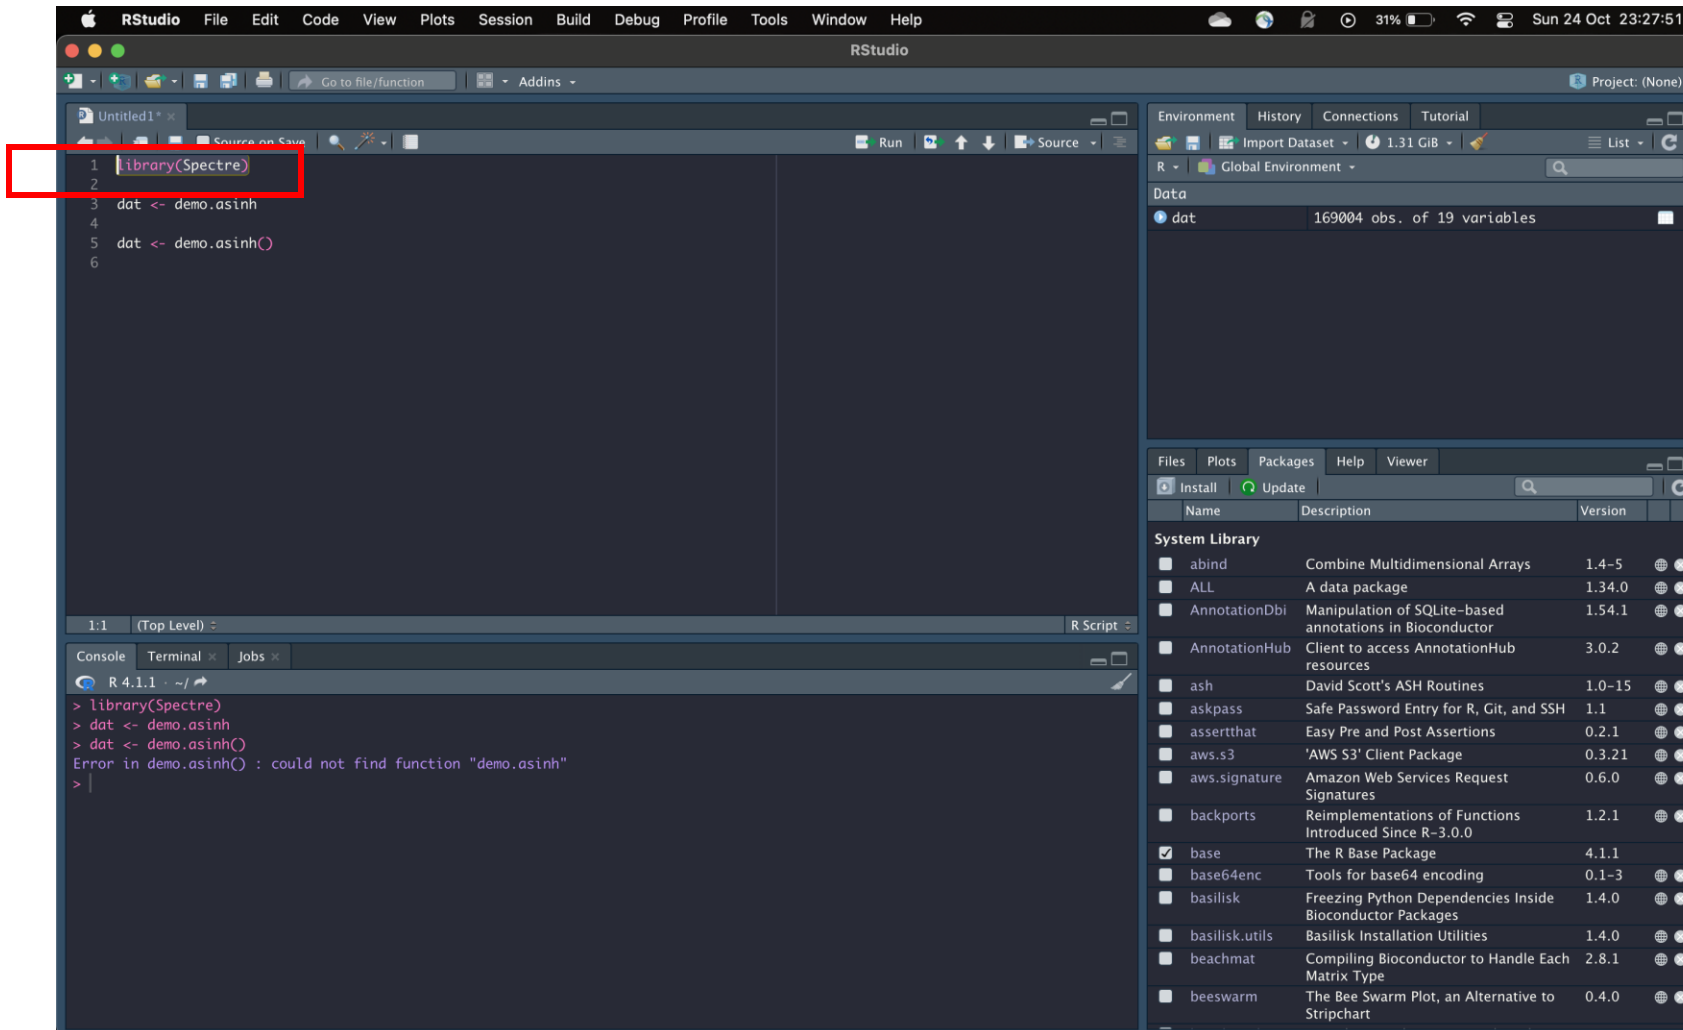 RStudio File Edit Code View Plots Session Build Debug Profile Tools Window Help 31% Sun 24 Oct 23:27:51
RStudio
Go to file/function Addins Project: (None)
Untitled1*
Source on Save Run Source
1 library(Spectre)
2
3 dat <- demo.asinh
4
5 dat <- demo.asinh()
6
1:1 (Top Level) R Script
Console Terminal Jobs
R 4.1.1 · ~/
> library(Spectre)
> dat <- demo.asinh
> dat <- demo.asinh()
Error in demo.asinh() : could not find function "demo.asinh"
>
Environment History Connections Tutorial
Import Dataset 1.31 GiB List
R Global Environment
Data
dat 169004 obs. of 19 variables
Files Plots Packages Help Viewer
Install Update
Name Description Version
System Library
abind Combine Multidimensional Arrays 1.4-5
ALL A data package 1.34.0
AnnotationDbi Manipulation of SQLite-based 1.54.1
annotations in Bioconductor
AnnotationHub Client to access AnnotationHub 3.0.2
resources
ash David Scott's ASH Routines 1.0-15
askpass Safe Password Entry for R, Git, and SSH 1.1
assertthat Easy Pre and Post Assertions 0.2.1
aws.s3 'AWS S3' Client Package 0.3.21
aws.signature Amazon Web Services Request 0.6.0
Signatures
backports Reimplementations of Functions 1.2.1
Introduced Since R-3.0.0
base The R Base Package 4.1.1
base64enc Tools for base64 encoding 0.1-3
basilisk Freezing Python Dependencies Inside 1.4.0
Bioconductor Packages
basilisk.utils Basilisk Installation Utilities 1.4.0
beachmat Compiling Bioconductor to Handle Each 2.8.1
Matrix Type
beeswarm The Bee Swarm Plot, an Alternative to 0.4.0
Stripchart